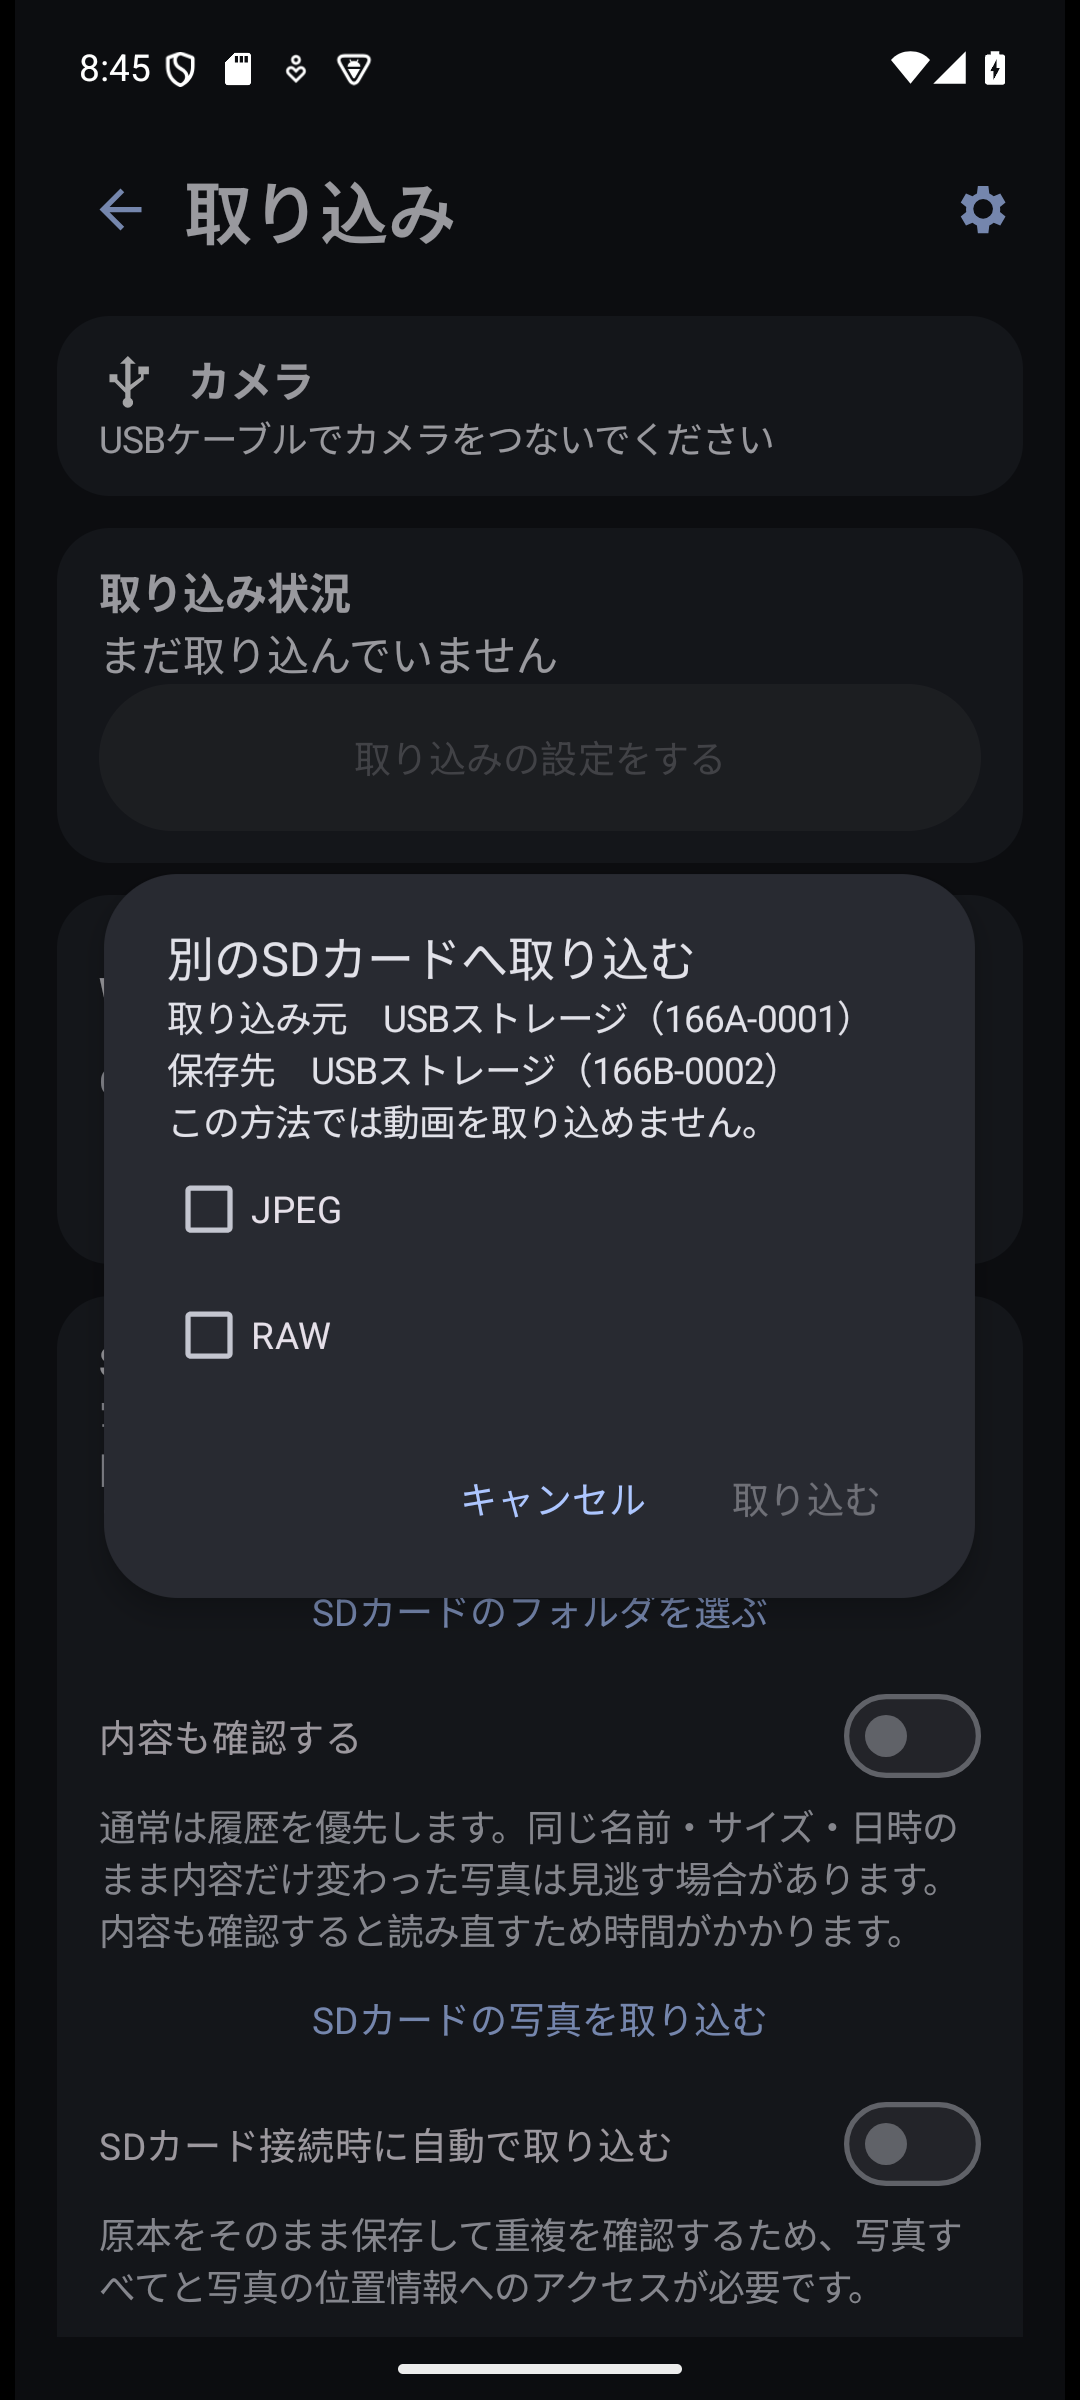 8:45
取り込み
カメラ
USBケーブルでカメラをつないでください
取り込み状況
まだ取り込んでいません
取り込みの設定をする
別のSDカードへ取り込む
取り込み元　USBストレージ（166A-0001）
保存先　USBストレージ（166B-0002）
この方法では動画を取り込めません。
JPEG
RAW
キャンセル 取り込む
SDカードのフォルダを選ぶ
内容も確認する
通常は履歴を優先します。同じ名前・サイズ・日時の
まま内容だけ変わった写真は見逃す場合があります。
内容も確認すると読み直すため時間がかかります。
SDカードの写真を取り込む
SDカード接続時に自動で取り込む
原本をそのまま保存して重複を確認するため、写真す
べてと写真の位置情報へのアクセスが必要です。